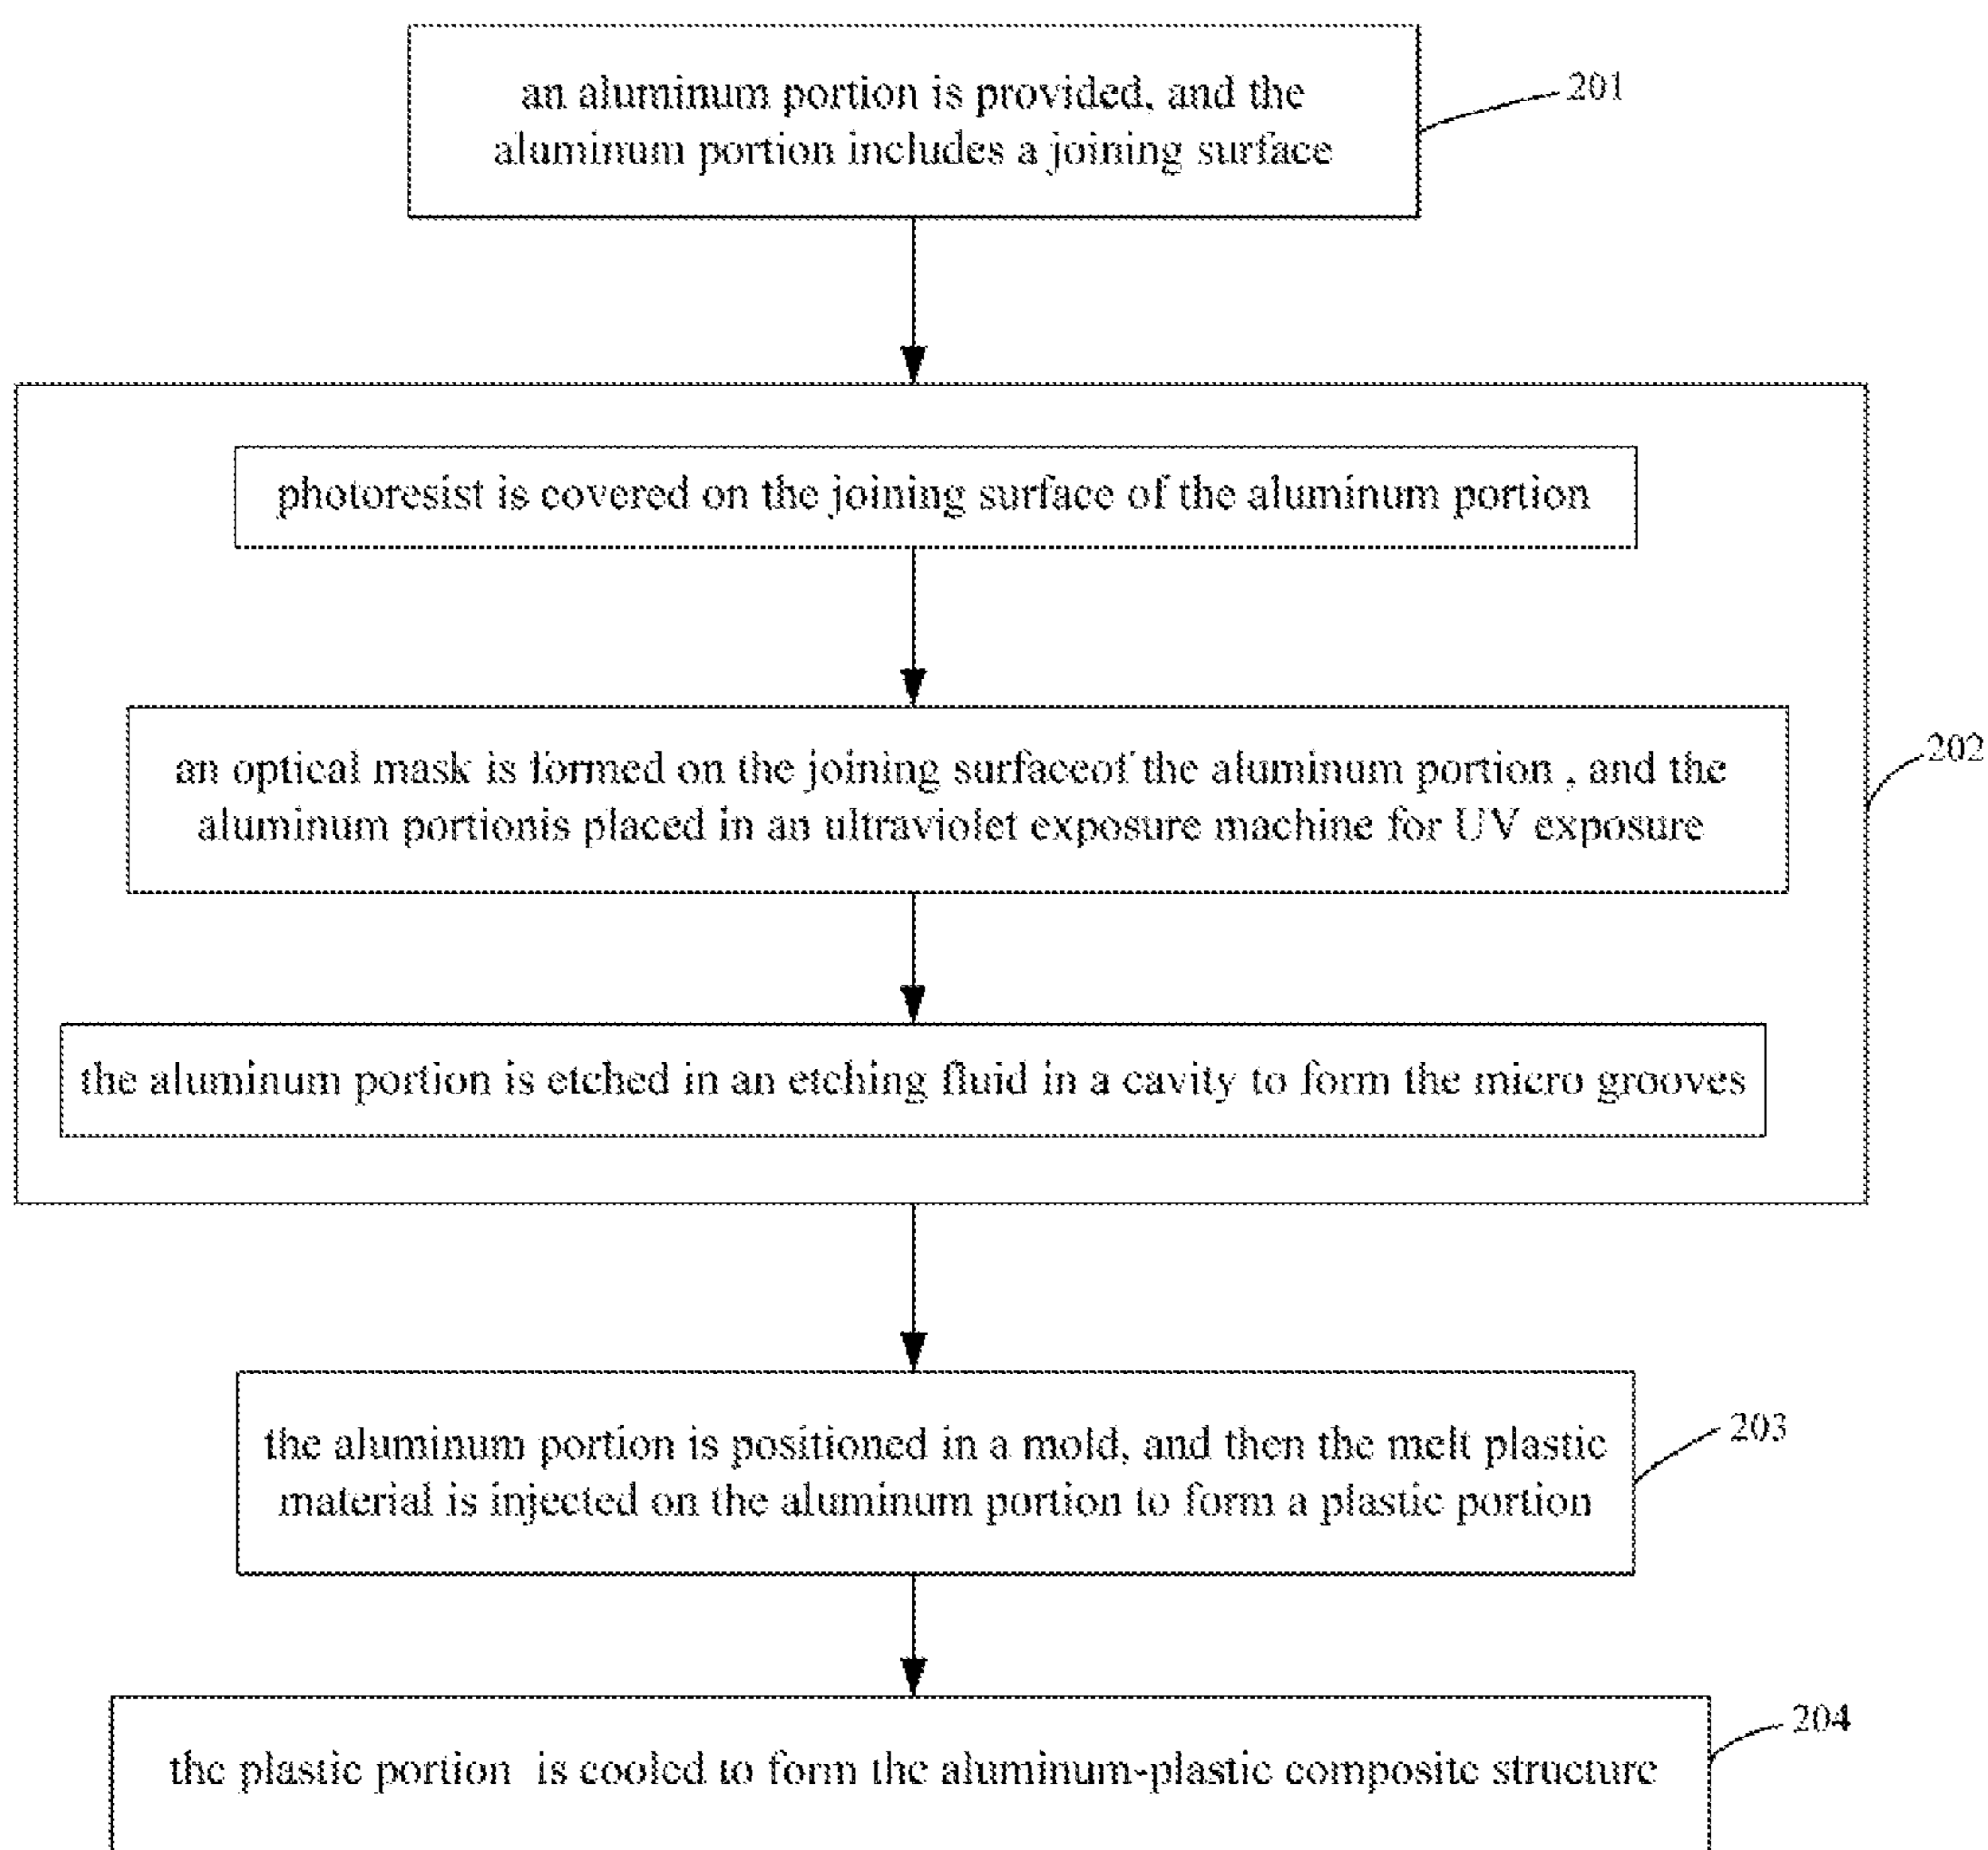 an aluminum portion is provided, and the
aluminum portion includes a joining surface
201
photoresist is covered on the joining surface of the aluminum portion
an optical mask is formed on the joining surfaceof the aluminum portion , and the
aluminum portionis placed in an ultraviolet exposure machine for UV exposure
202
the aluminum portion is etched in an etching fluid in a cavity to form the micro grooves
the aluminum portion is positioned in a mold, and then the melt plastic
material is injected on the aluminum portion to form a plastic portion
203
the plastic portion is cooled to form the aluminum-plastic composite structure
204